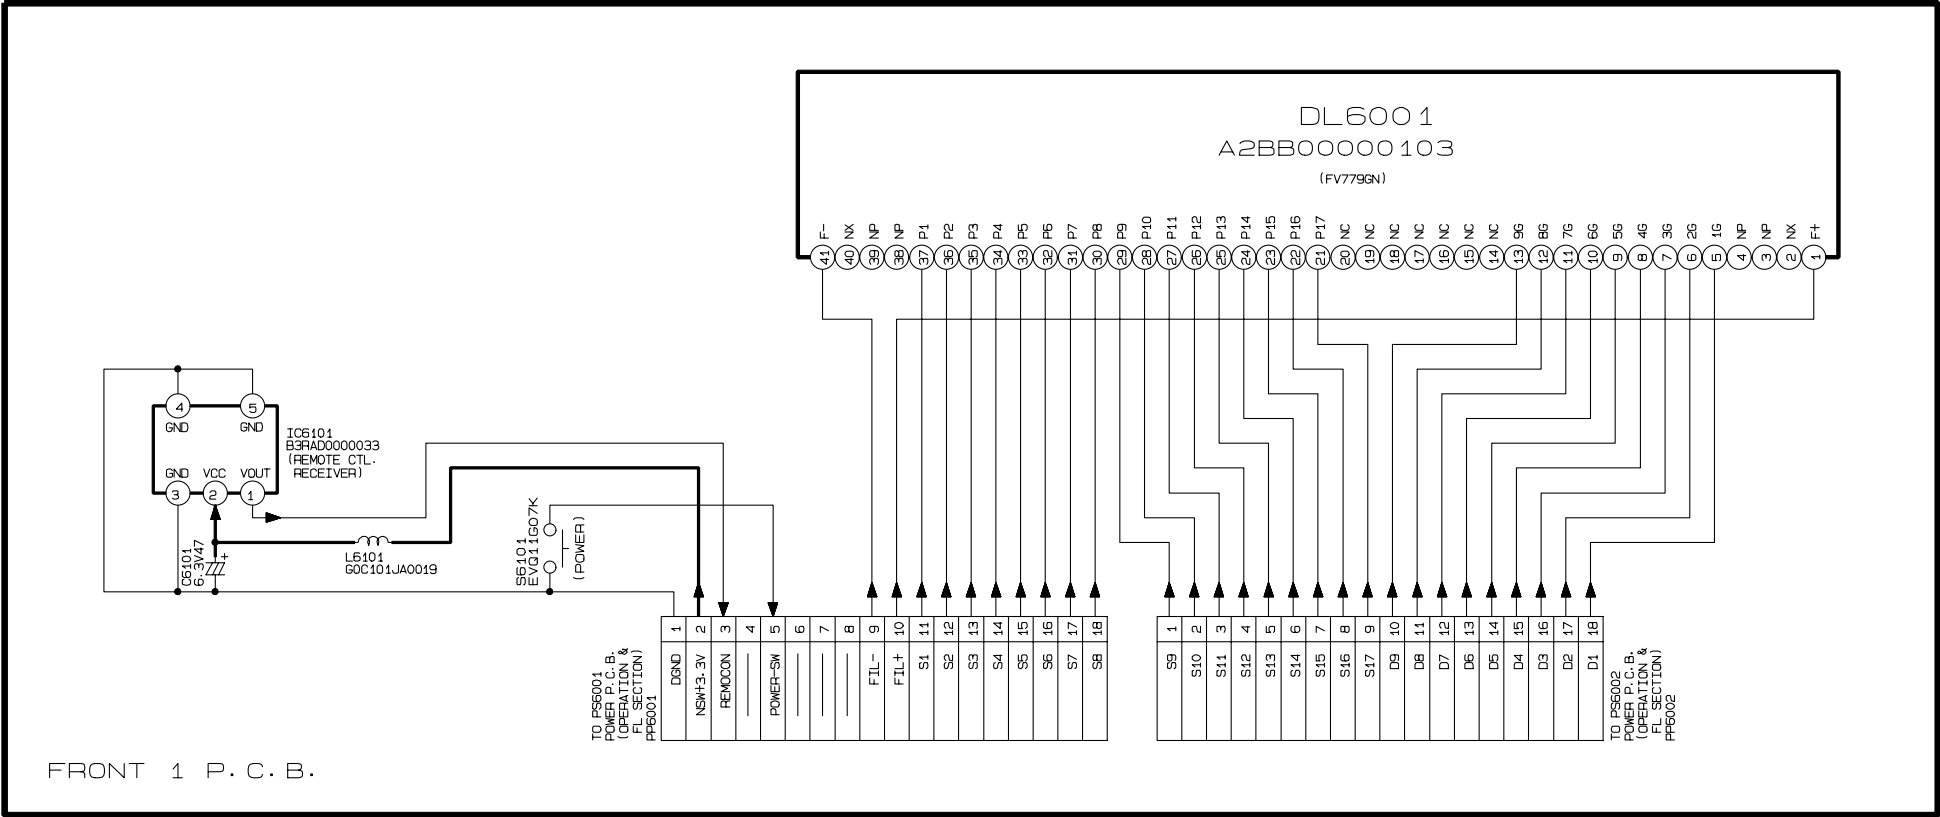 DL6001
A2BB00000103
(FV779GN)
F- NX NP NP P1 P2 P3 P4 P5 P6 P7 P8 P9 P10 P11 P12 P13 P14 P15 P16 P17 NC NC NC NC NC NC NC 9G 8G 7G 6G 5G 4G 3G 2G 1G NP NP NX F+
41 40 39 38 37 36 35 34 33 32 31 30 29 28 27 26 25 24 23 22 21 20 19 18 17 16 15 14 13 12 11 10 9 8 7 6 5 4 3 2 1
4 5
GND GND
IC6101
B3RAD0000033
(REMOTE CTL.
RECEIVER)
GND VCC VOUT
3 2 1
C6101
6.3V47
+
L6101
G0C101JA0019
S6101
EVQ11G07K
(POWER)
1 2 3 4 5 6 7 8 9 10 11 12 13 14 15 16 17 18
DGND NSW+3.3V REMOCON POWER-SW FIL- FIL+ S1 S2 S3 S4 S5 S6 S7 S8
TO PS6001
POWER P.C.B.
(OPERATION &
FL SECTION)
PP6001
1 2 3 4 5 6 7 8 9 10 11 12 13 14 15 16 17 18
S9 S10 S11 S12 S13 S14 S15 S16 S17 D9 D8 D7 D6 D5 D4 D3 D2 D1
TO PS6002
POWER P.C.B.
(OPERATION &
FL SECTION)
PP6002
FRONT 1 P.C.B.